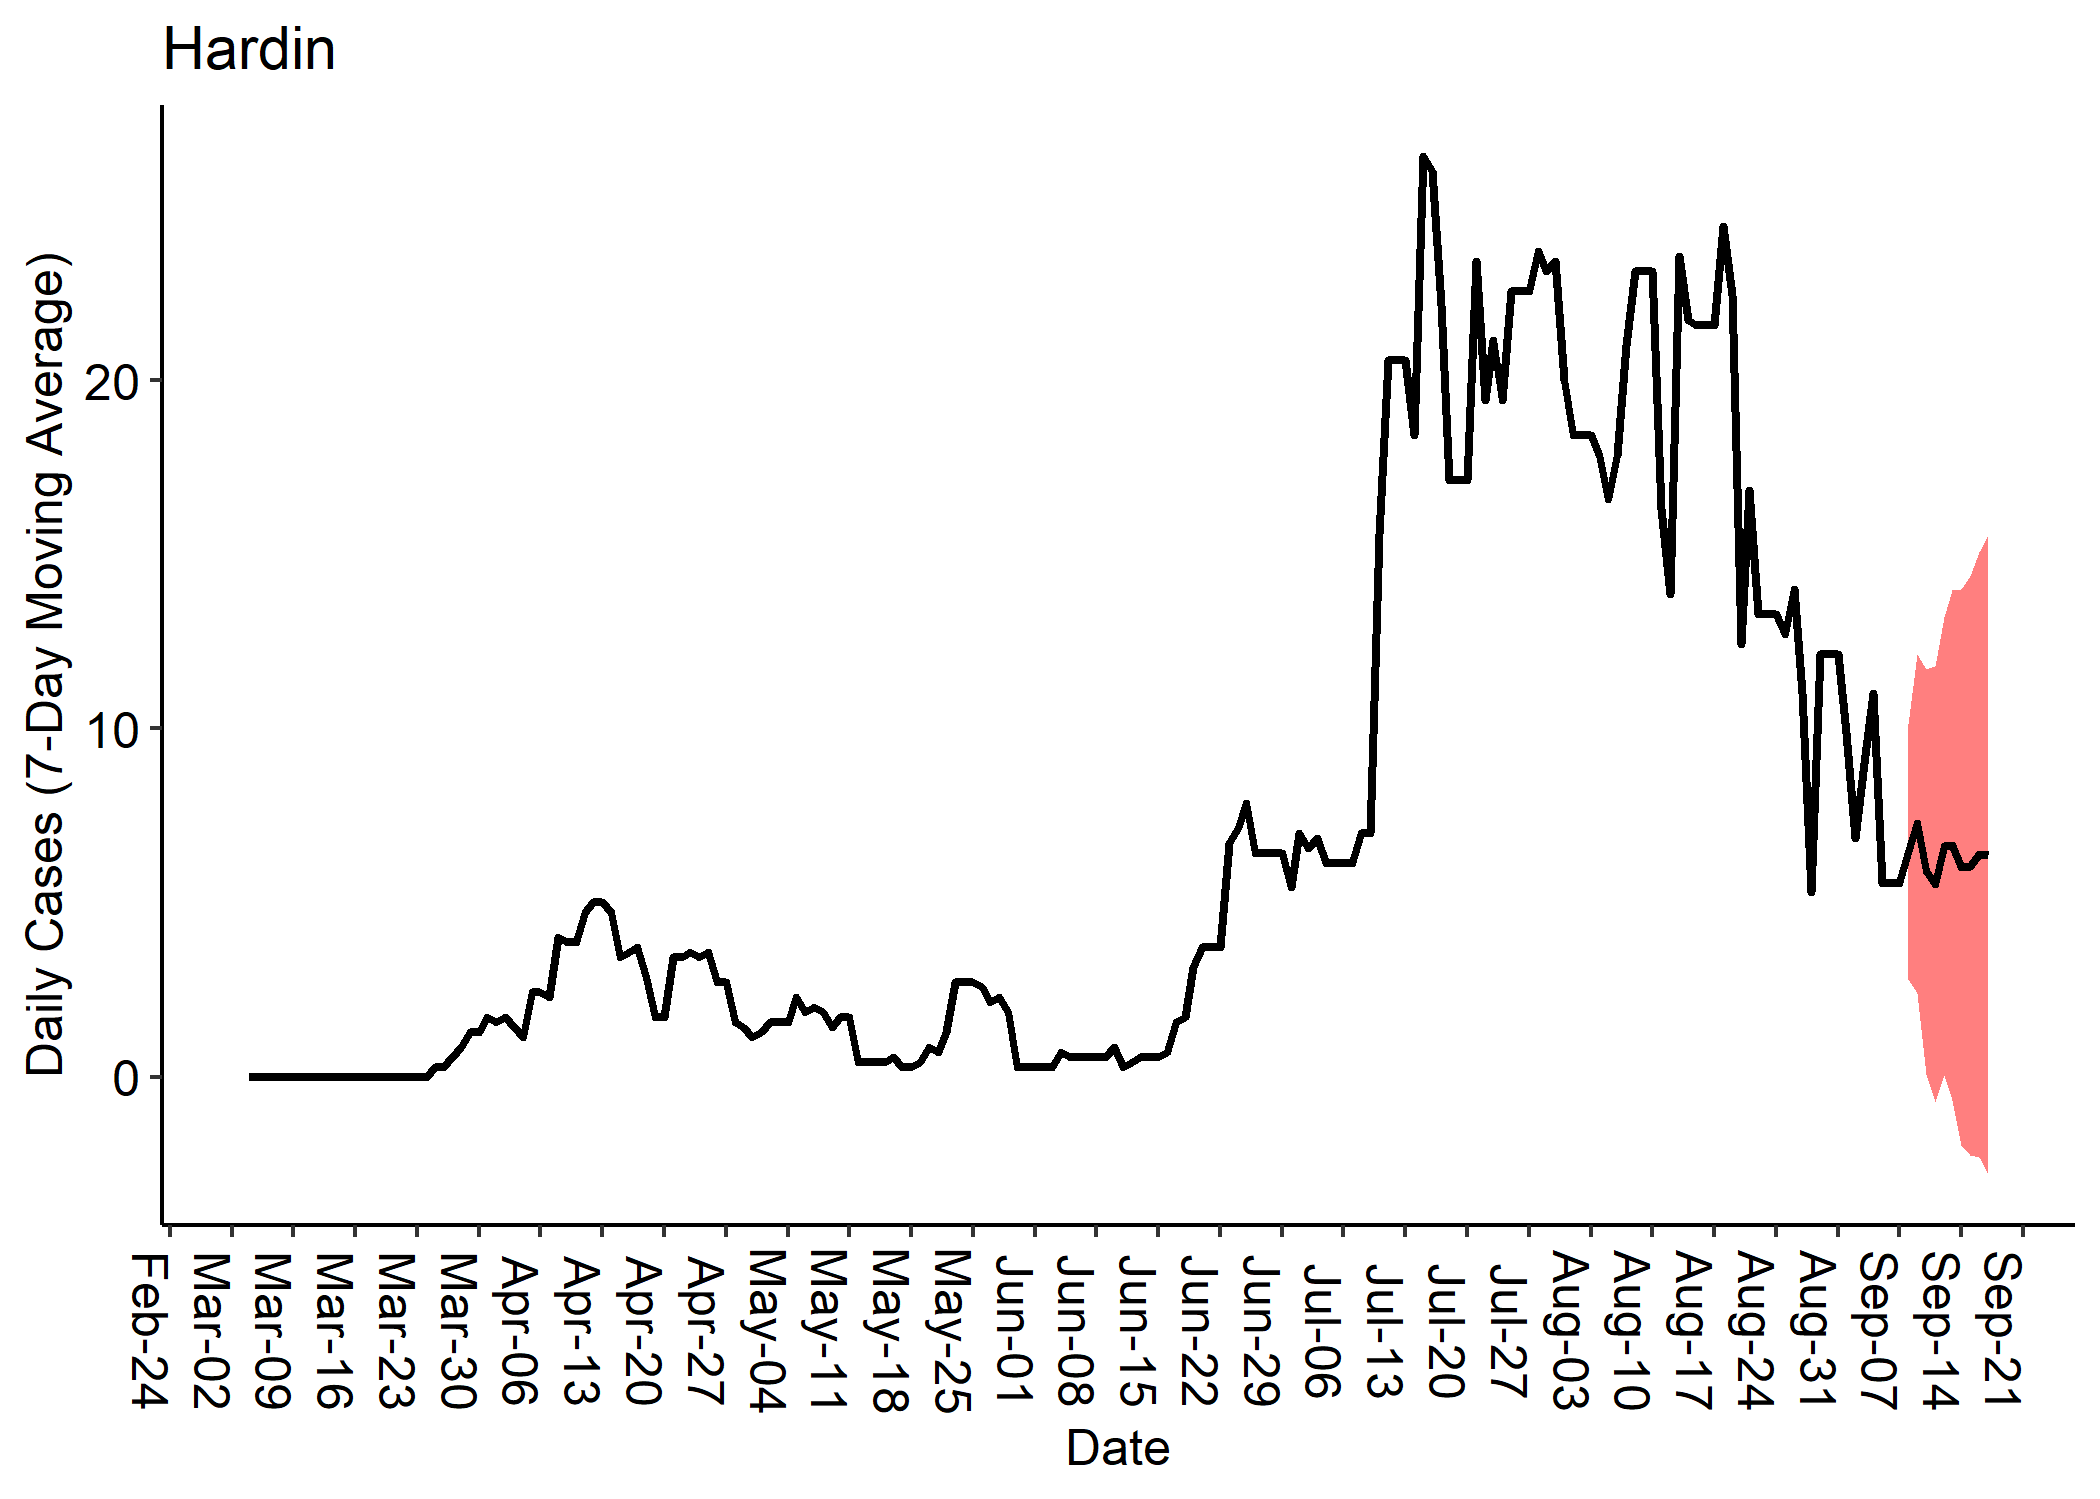 Hardin
Daily Cases (7-Day Moving Average)
20
10
0
Feb-24
Mar-02
Mar-09
Mar-16
Mar-23
Mar-30
Apr-06
Apr-13
Apr-20
Apr-27
May-04
May-11
May-18
May-25
Jun-01
Jun-08
Jun-15
Jun-22
Jun-29
Jul-06
Jul-13
Jul-20
Jul-27
Aug-03
Aug-10
Aug-17
Aug-24
Aug-31
Sep-07
Sep-14
Sep-21
Date